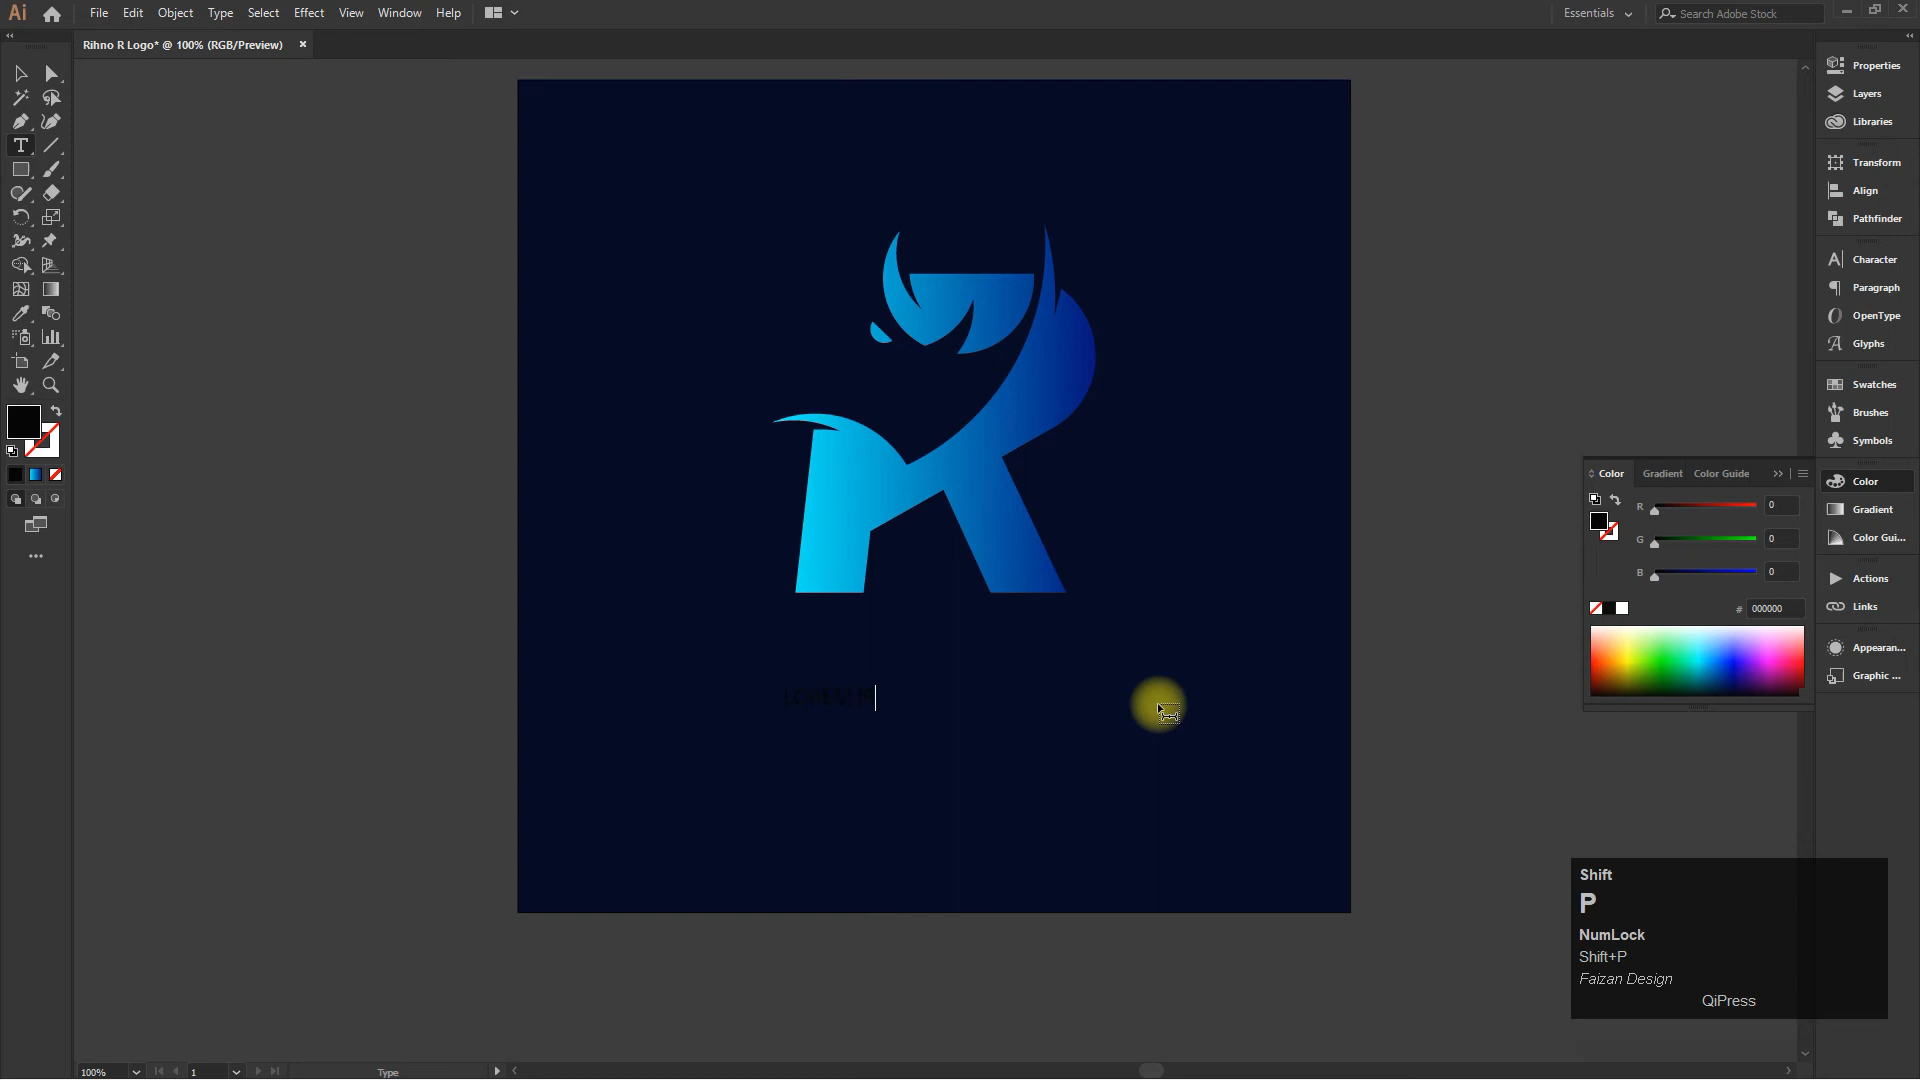 Ai File Edit Object Type Select Effect View Window Help Essentials Search Adobe Stock
Rihno R Logo* @ 100% (RGB/Preview) ×
Properties
Layers
Libraries
Transform
Align
Pathfinder
Character
Paragraph
OpenType
Glyphs
Swatches
Brushes
Symbols
Color Gradient Color Guide
R 0
G 0
B 0
# 000000
Color
Gradient
Color Gui...
Actions
Links
Appearan...
Graphic ...
Shift
P
NumLock
Shift+P
Faizan Design
QiPress
100% 1 Type